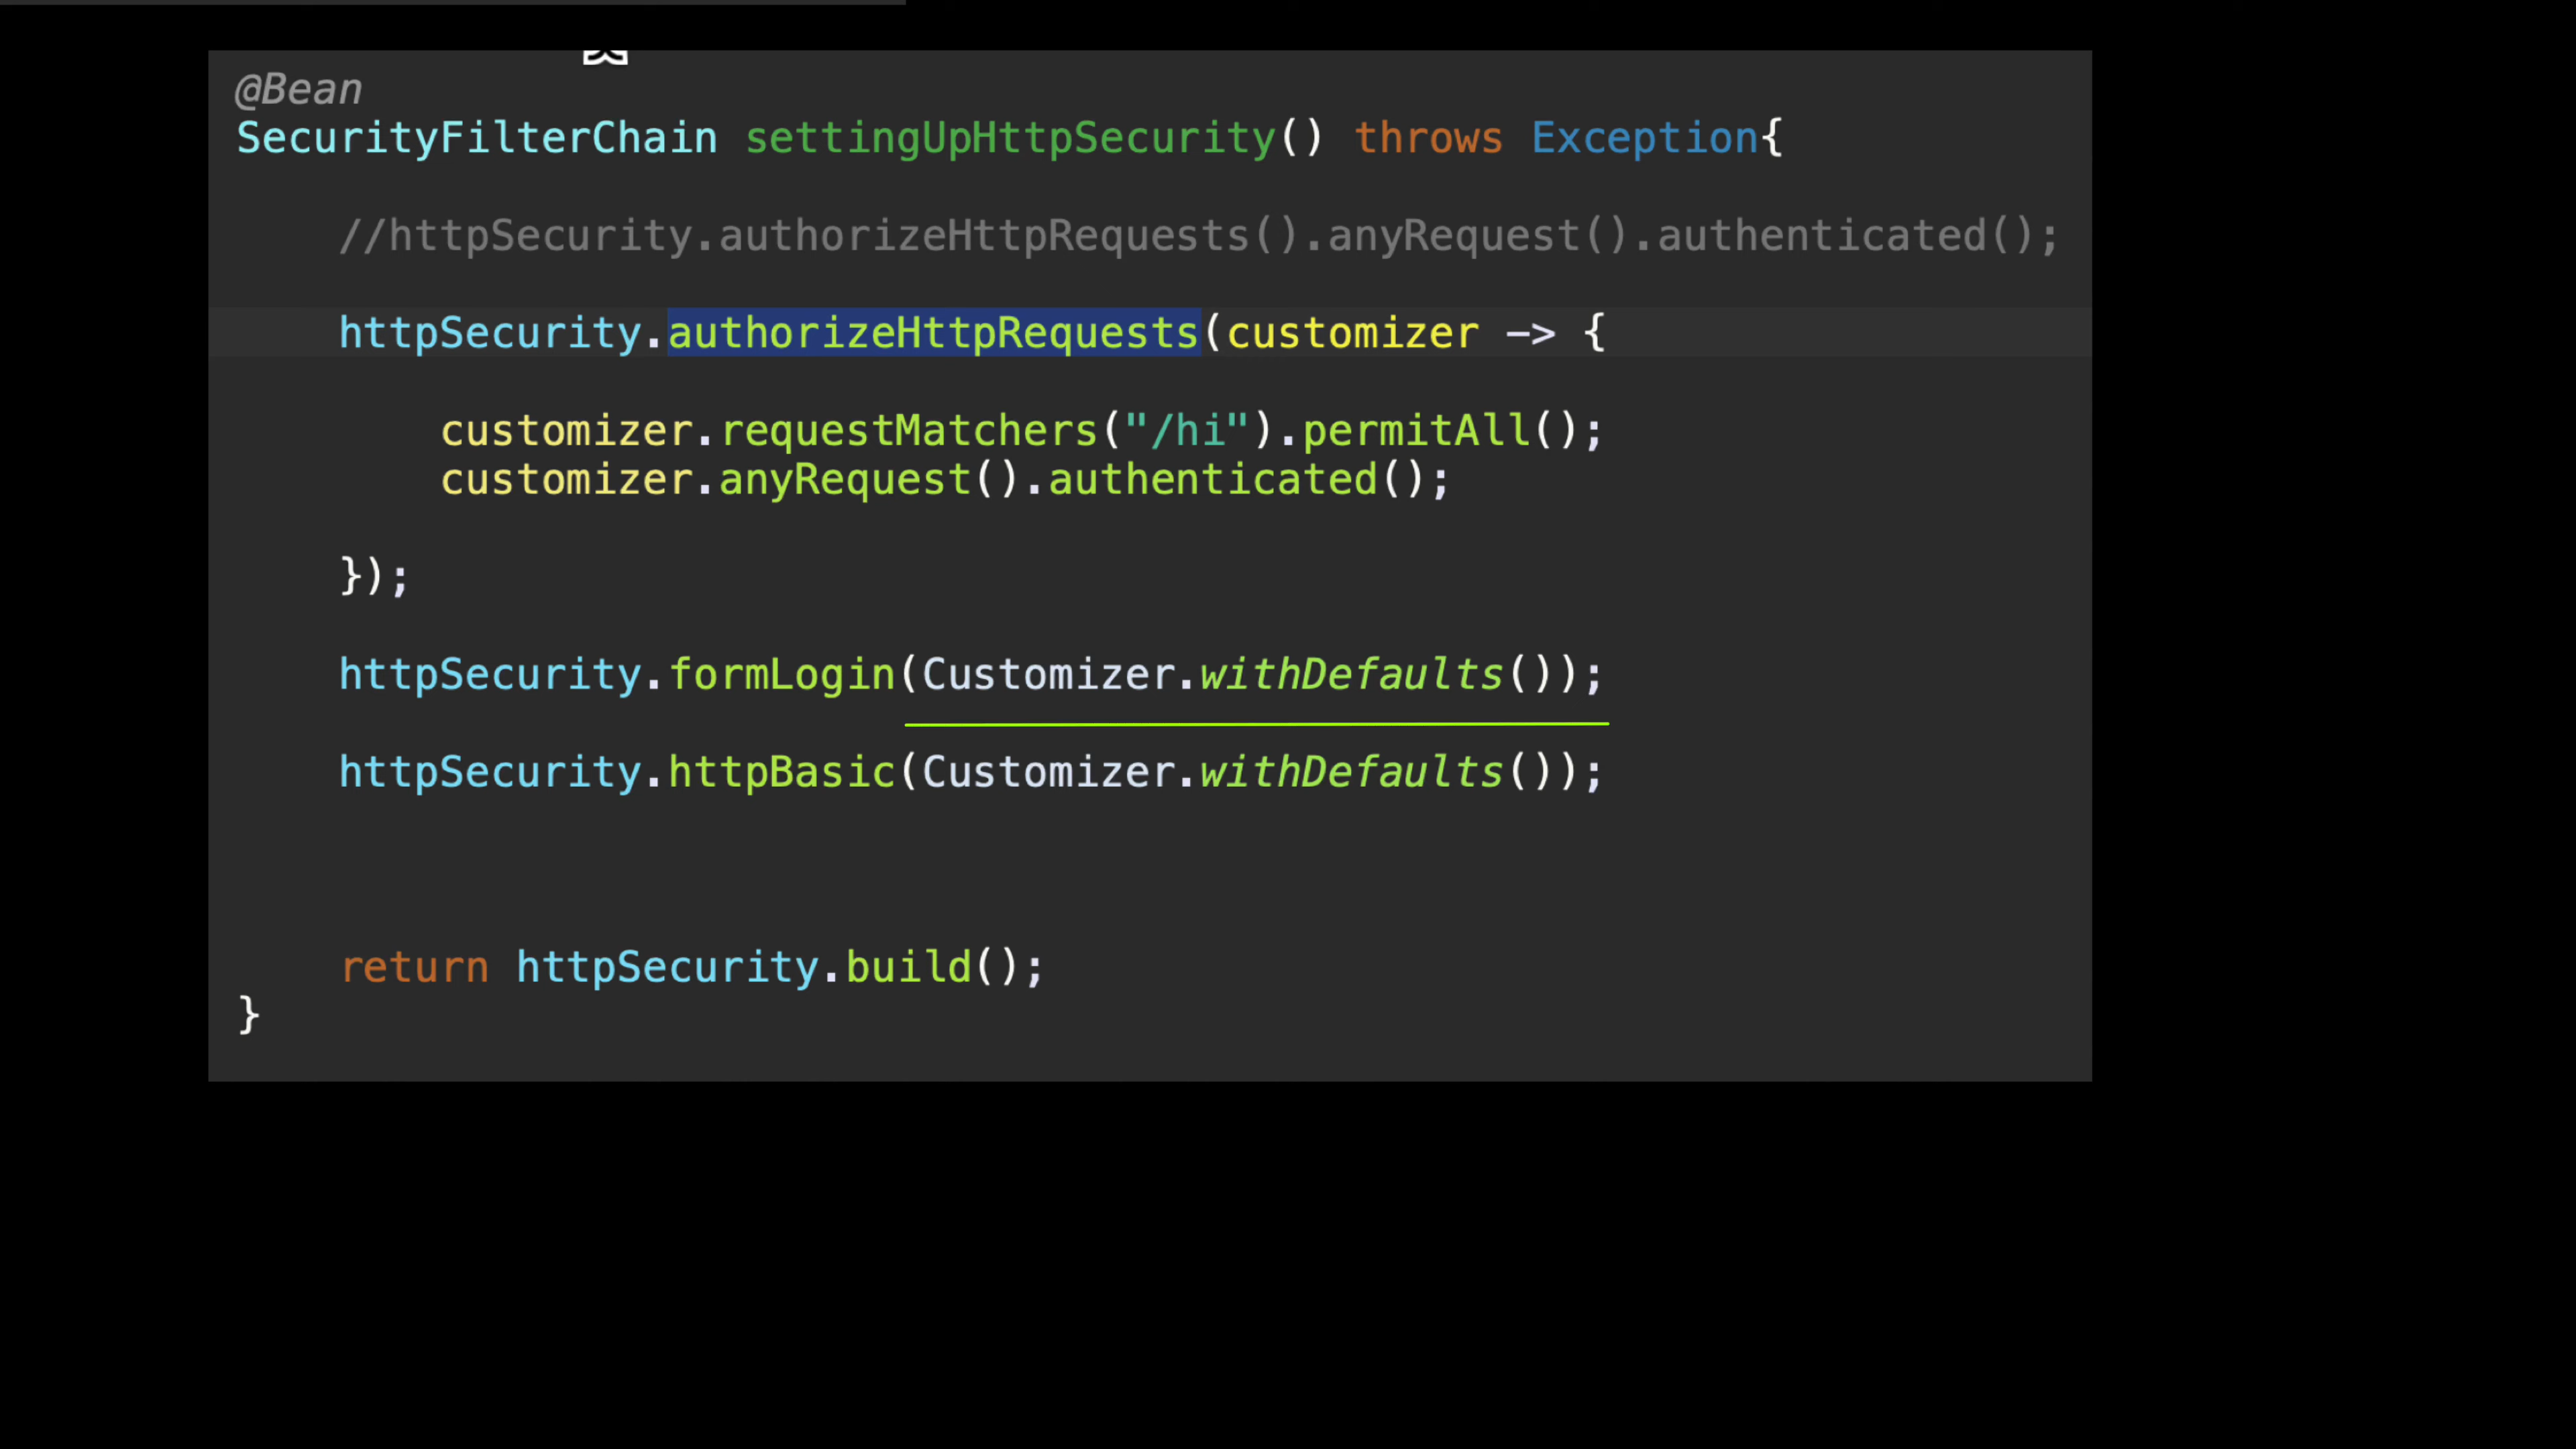 @Bean
SecurityFilterChain settingUpHttpSecurity() throws Exception{
//httpSecurity.authorizeHttpRequests().anyRequest().authenticated();
httpSecurity.authorizeHttpRequests(customizer -> {
customizer.requestMatchers("/hi").permitAll();
customizer.anyRequest().authenticated();
});
httpSecurity.formLogin(Customizer.withDefaults());
httpSecurity.httpBasic(Customizer.withDefaults());
return httpSecurity.build();
}